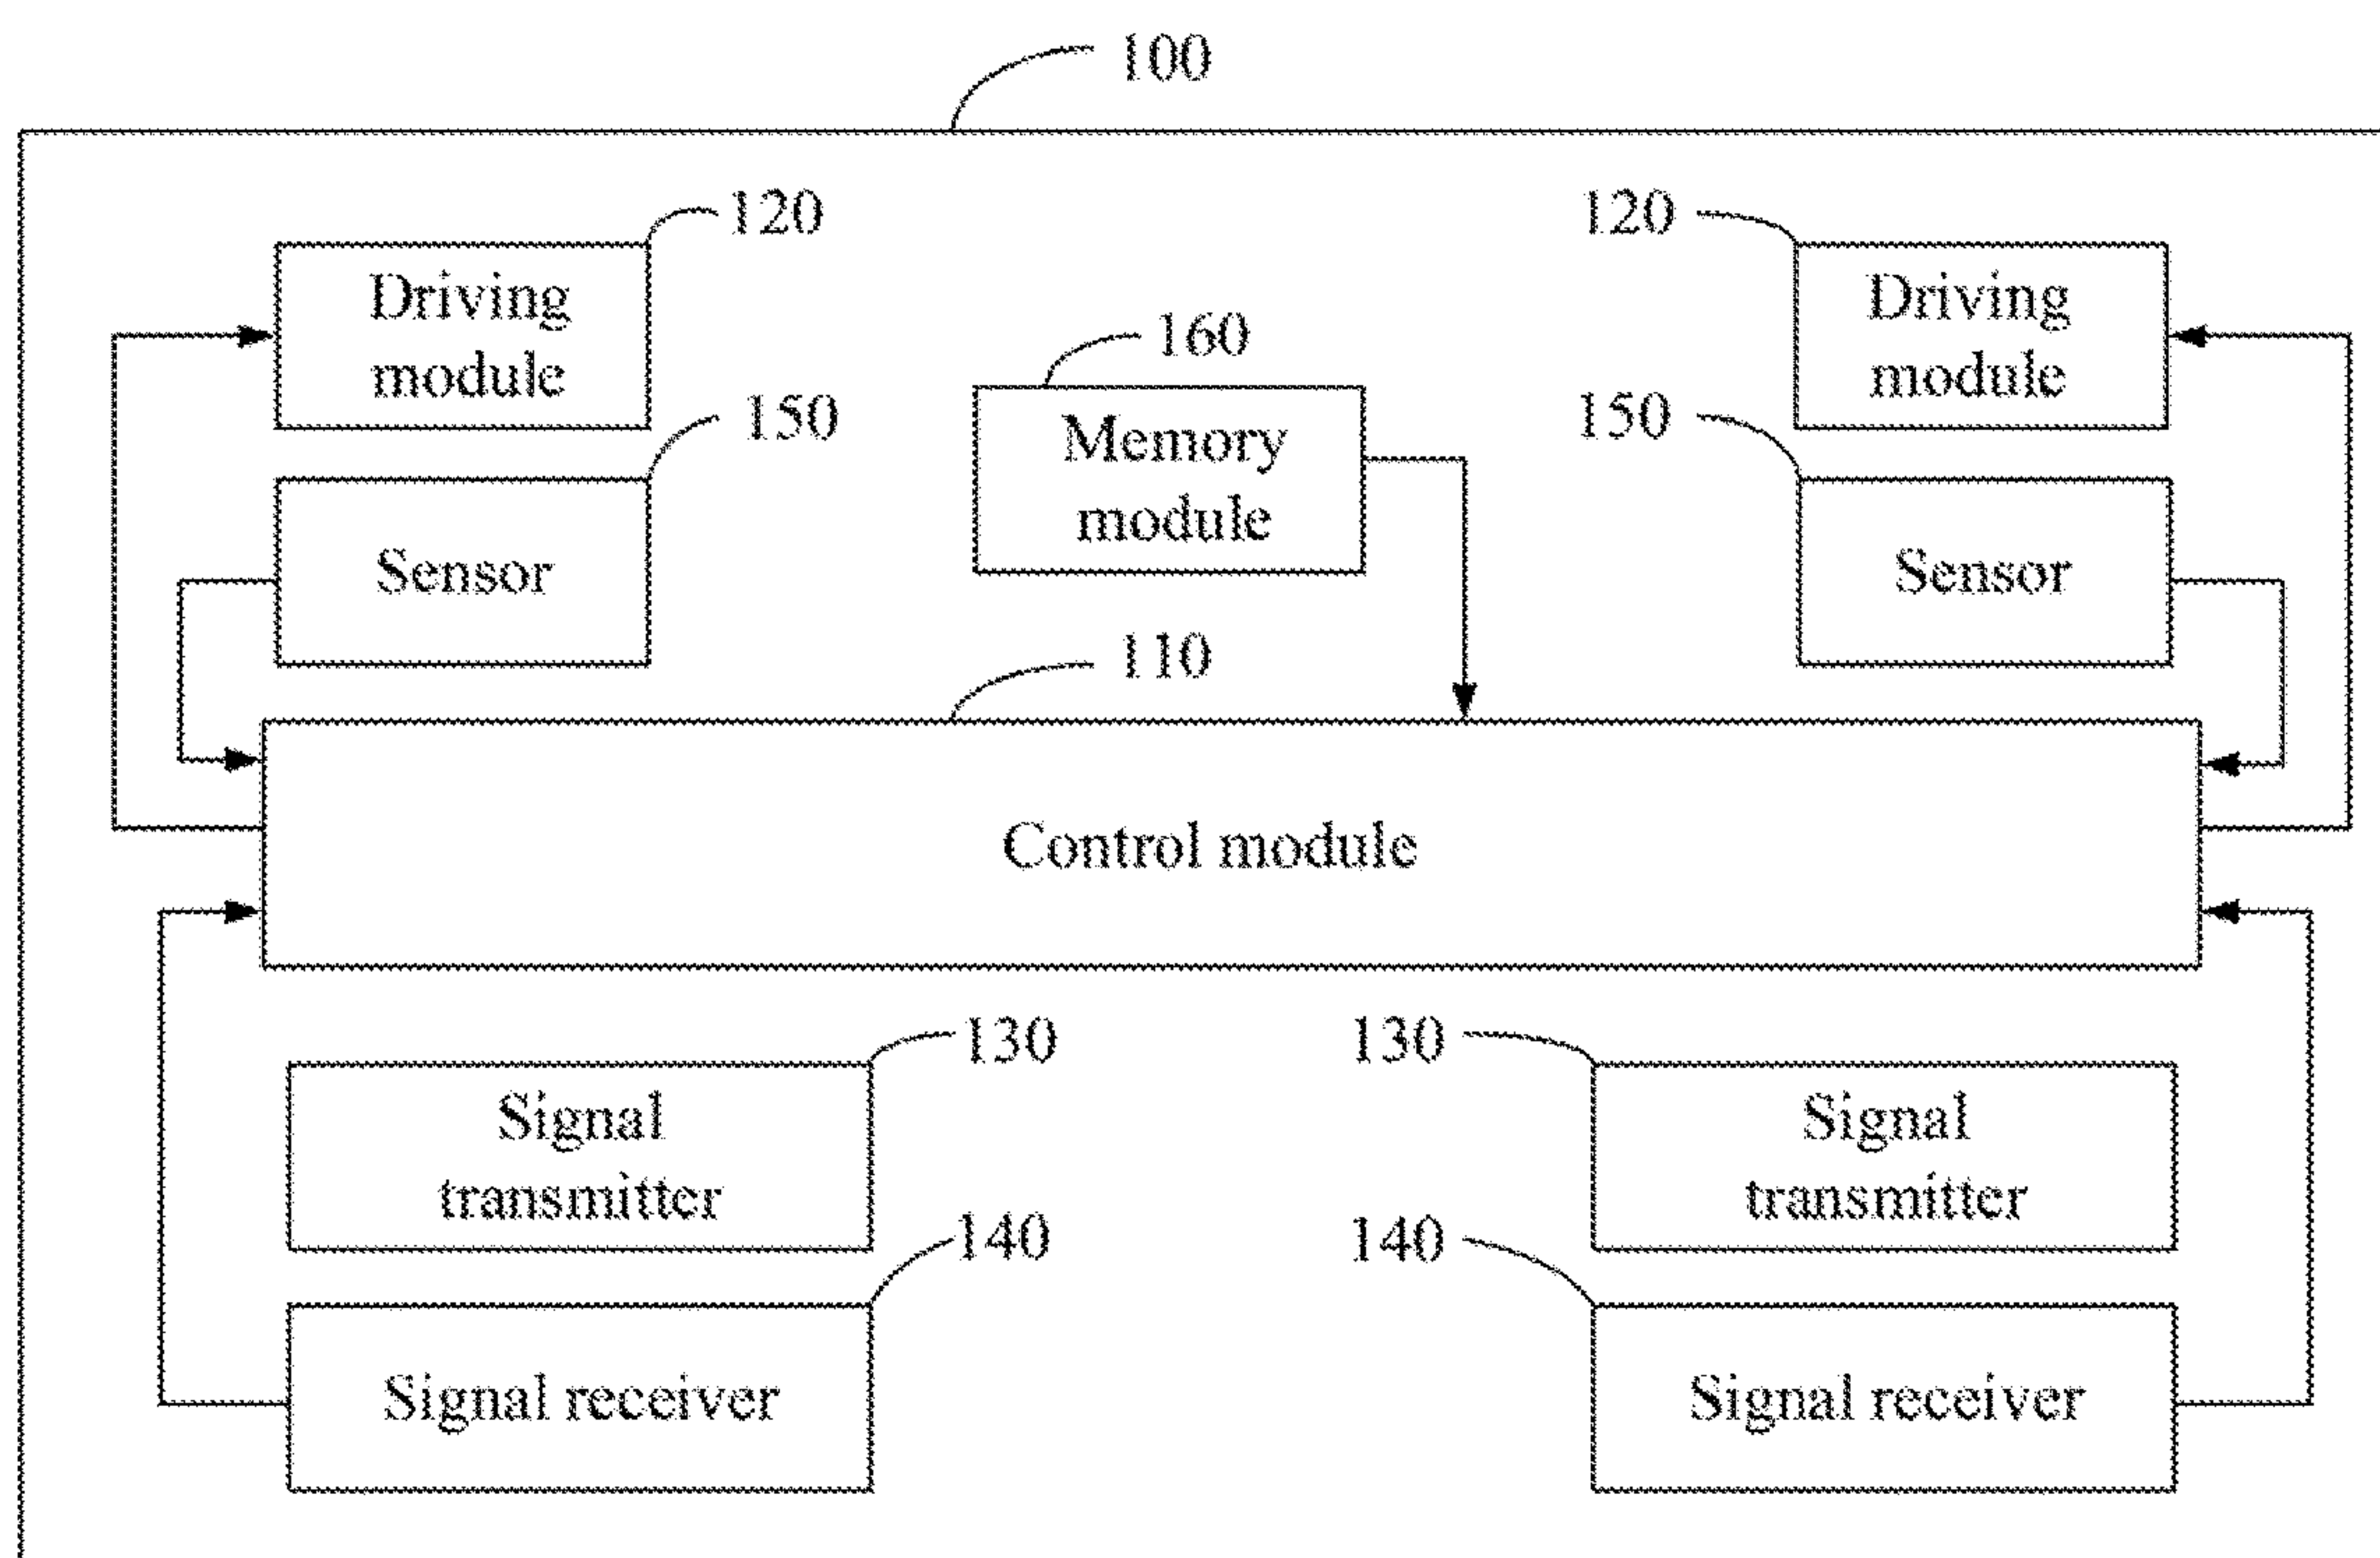 100
120
120
Driving
module
Driving
module
160
150
150
Memory
module
Sensor
Sensor
110
Control module
130
130
Signal
transmitter
Signal
transmitter
140
140
Signal receiver
Signal receiver